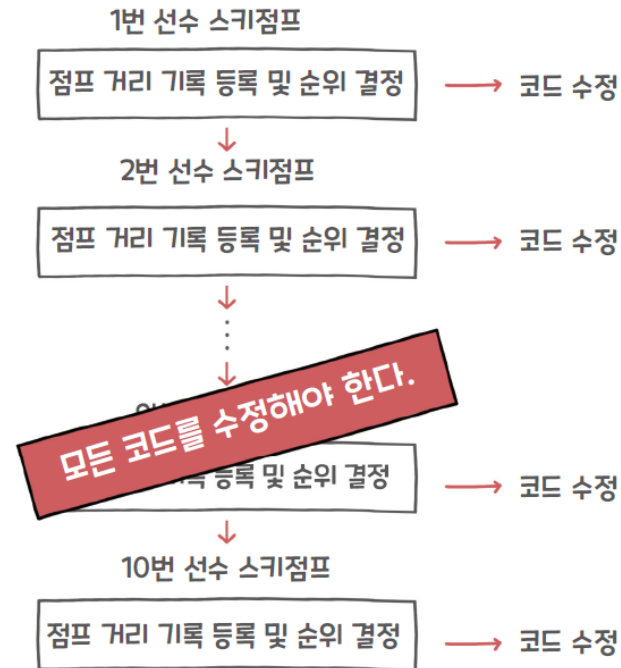 1번 선수 스키점프
점프 거리 기록 등록 및 순위 결정 → 코드 수정
2번 선수 스키점프
점프 거리 기록 등록 및 순위 결정 → 코드 수정
모든 코드를 수정해야 한다.
등록 및 순위 결정 → 코드 수정
10번 선수 스키점프
점프 거리 기록 등록 및 순위 결정 → 코드 수정